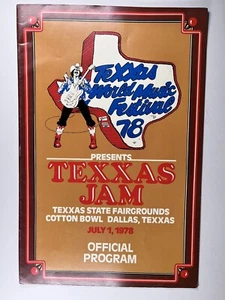 Texxas
World Music
Festival
78
PRESENTS
TEXXAS
JAM
TEXXAS STATE FAIRGROUNDS
COTTON BOWL DALLAS, TEXXAS
JULY 1, 1978
OFFICIAL
PROGRAM